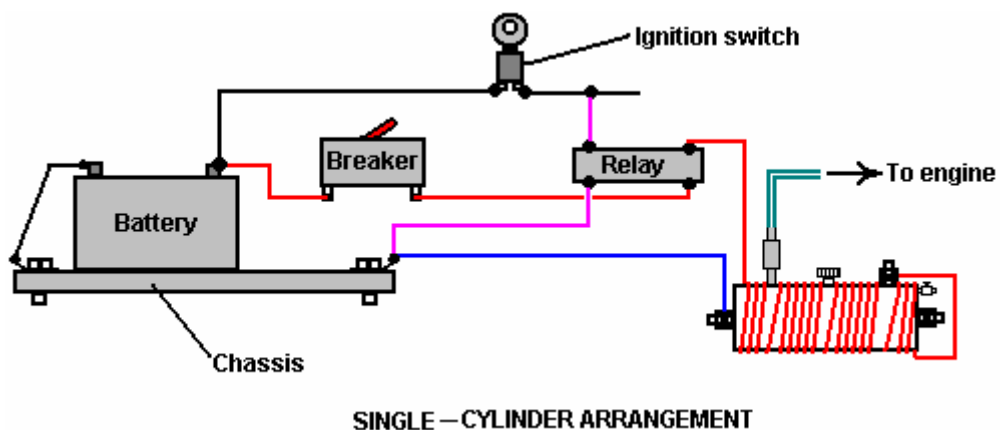 Ignition switch
Breaker
Relay
To engine
Battery
Chassis
SINGLE – CYLINDER ARRANGEMENT